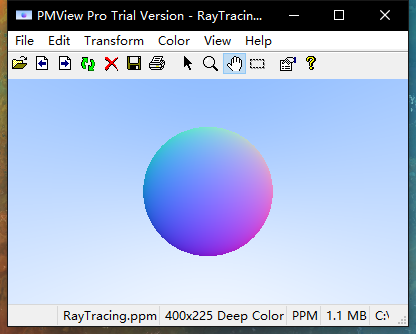 PMView Pro Trial Version - RayTracin...
File Edit Transform Color View Help
RayTracing.ppm 400x225 Deep Color PPM 1.1 MB C:\